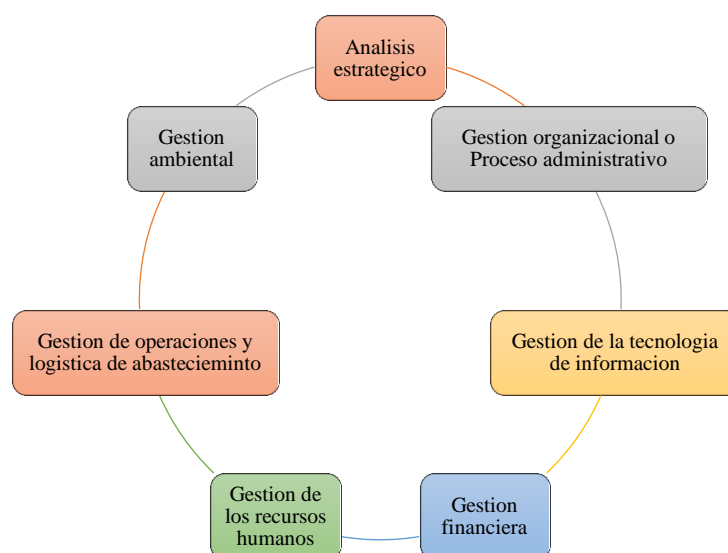 Analisis
estrategico
Gestion organizacional o
Proceso administrativo
Gestion de la tecnologia
de informacion
Gestion
financiera
Gestion de
los recursos
humanos
Gestion de operaciones y
logistica de abastecieminto
Gestion
ambiental